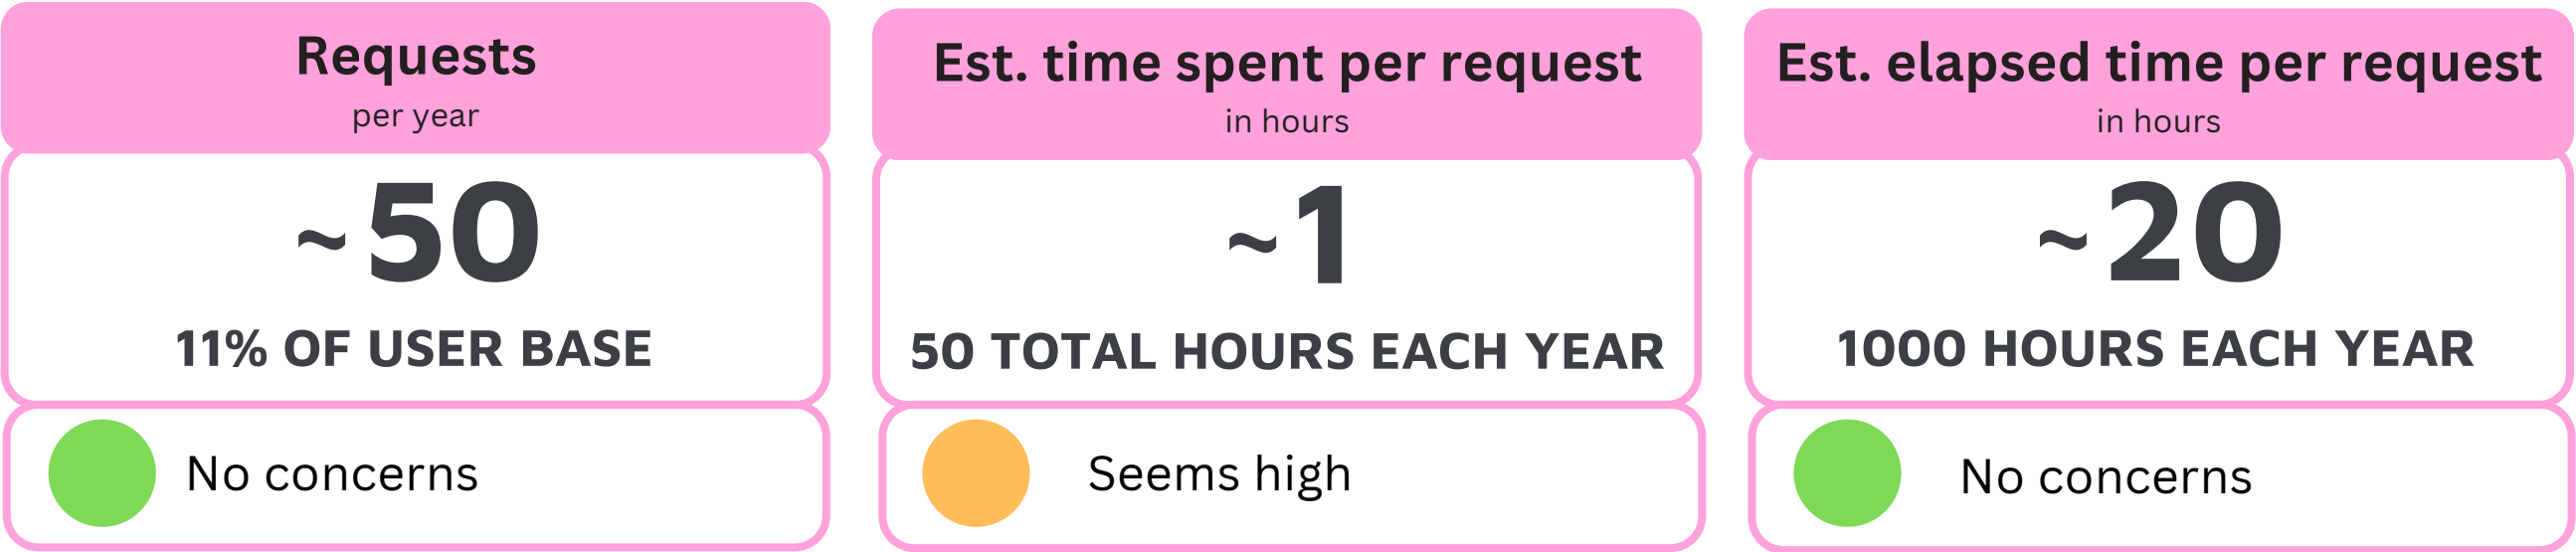 Requests
per year
~50
11% OF USER BASE
No concerns
Est. time spent per request
in hours
~1
50 TOTAL HOURS EACH YEAR
Seems high
Est. elapsed time per request
in hours
~20
1000 HOURS EACH YEAR
No concerns